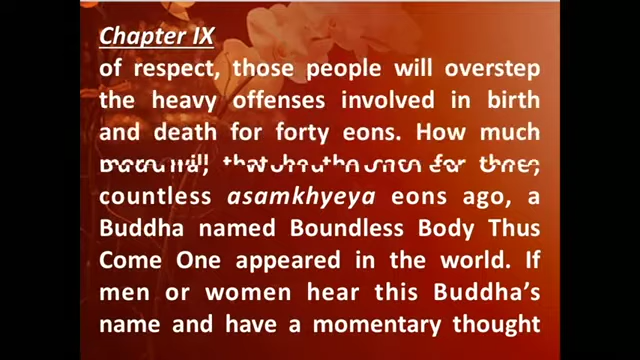 Chapter IX
of respect, those people will overstep
the heavy offenses involved in birth
and death for forty eons. How much
countless asamkhyeya eons ago, a
Buddha named Boundless Body Thus
Come One appeared in the world. If
men or women hear this Buddha's
name and have a momentary thought